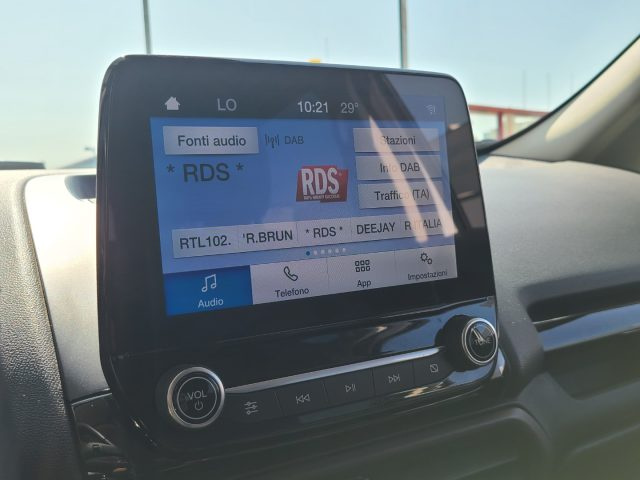 LO 10:21 29°
Fonti audio DAB Stazioni
* RDS * RDS Info DAB
Traffico (TA)
RTL102. 'R.BRUN * RDS * DEEJAY R ITALIA
Audio Telefono App Impostazioni
VOL